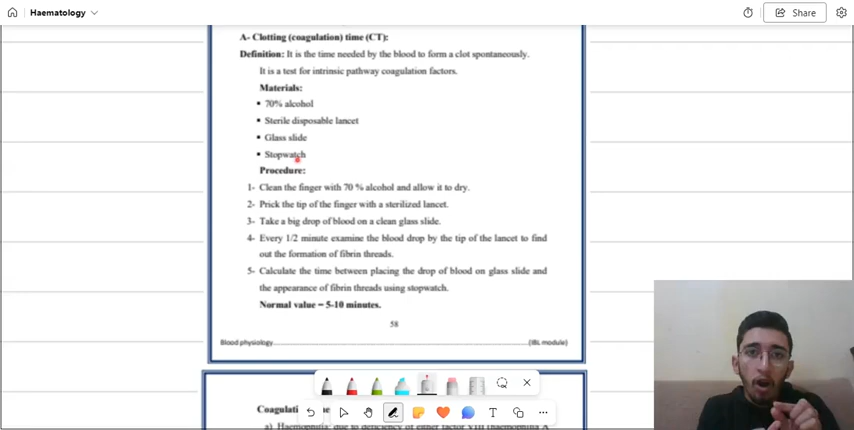 Haematology
Share
A- Clotting (coagulation) time (CT):
Definition: It is the time needed by the blood to form a clot spontaneously.
It is a test for intrinsic pathway coagulation factors.
Materials:
▪ 70% alcohol
▪ Sterile disposable lancet
▪ Glass slide
▪ Stopwatch
Procedure:
1- Clean the finger with 70 % alcohol and allow it to dry.
2- Prick the tip of the finger with a sterilized lancet.
3- Take a big drop of blood on a clean glass slide.
4- Every 1/2 minute examine the blood drop by the tip of the lancet to find
out the formation of fibrin threads.
5- Calculate the time between placing the drop of blood on glass slide and
the appearance of fibrin threads using stopwatch.
Normal value = 5-10 minutes.
58
Blood physiology....(IBL module)